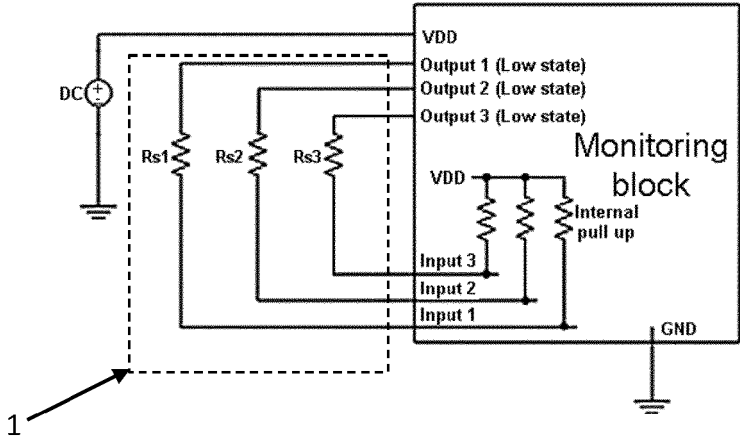 VDD
Output 1 (Low state)
DC
+
-
Output 2 (Low state)
Output 3 (Low state)
Rs1
Rs2
Rs3
Monitoring
block
VDD
Internal
pull up
Input 3
Input 2
Input 1
GND
1